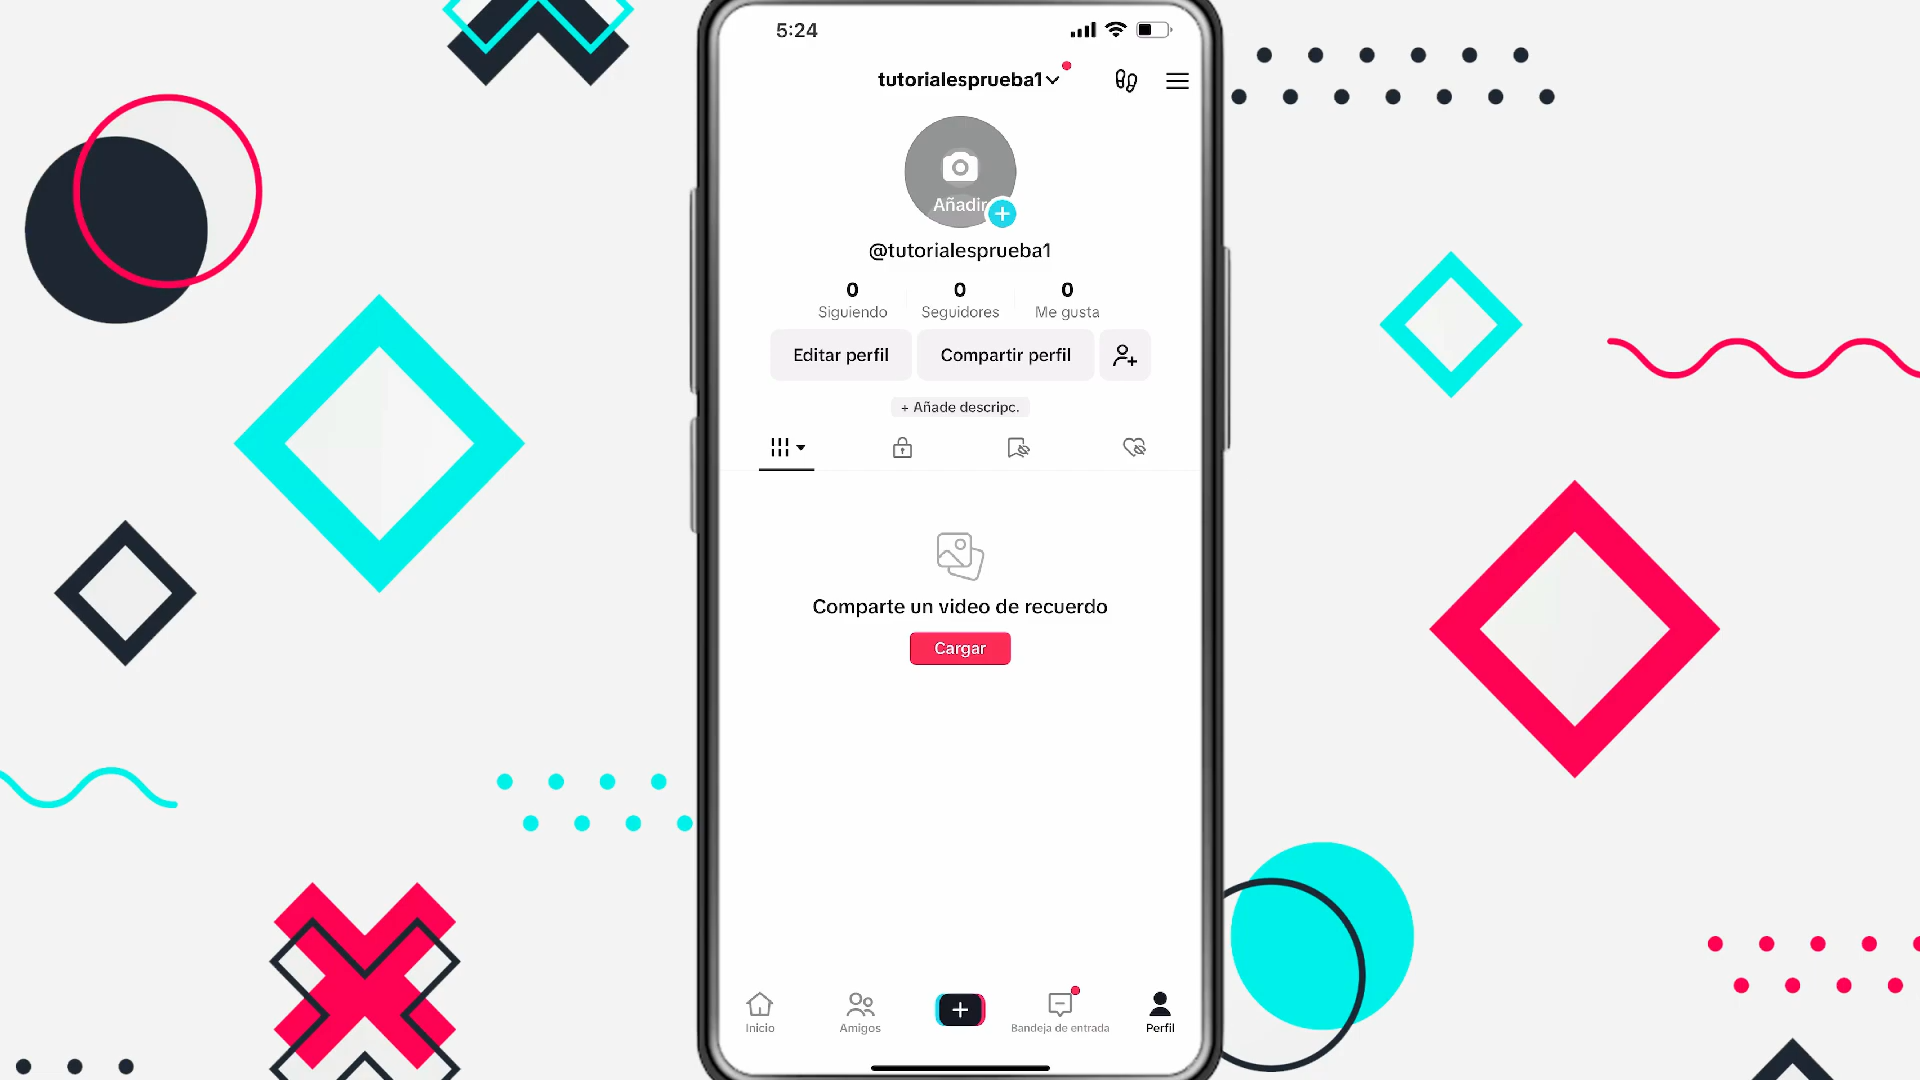 5:24
tutorialesprueba1
Añadir
@tutorialesprueba1
0 0 0
Siguiendo Seguidores Me gusta
Editar perfil Compartir perfil
+ Añade descripc.
Comparte un video de recuerdo
Cargar
Inicio Amigos Bandeja de entrada Perfil